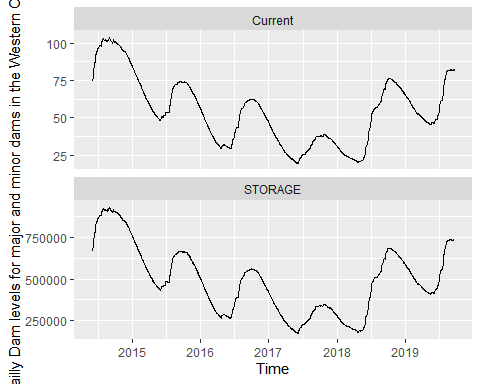 Current
100
75
50
25
STORAGE
750000
500000
250000
2015 2016 2017 2018 2019
Time
Dam levels for major and minor dams in the Western